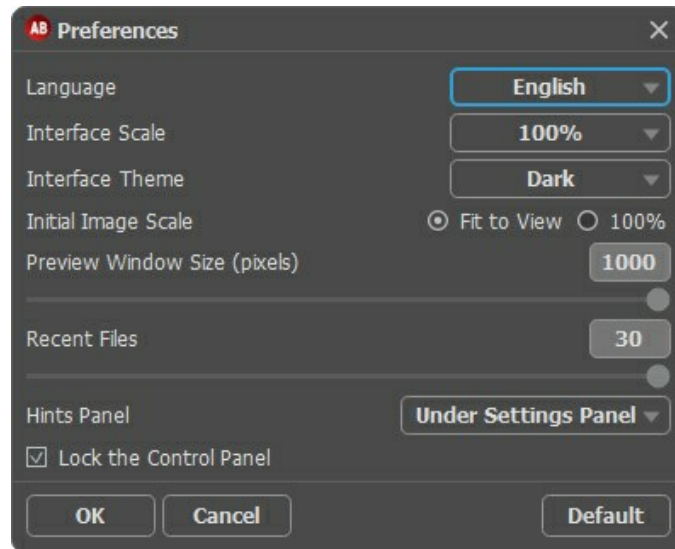 AB Preferences
Language English
Interface Scale 100%
Interface Theme Dark
Initial Image Scale Fit to View 100%
Preview Window Size (pixels) 1000
Recent Files 30
Hints Panel Under Settings Panel
Lock the Control Panel
OK Cancel Default